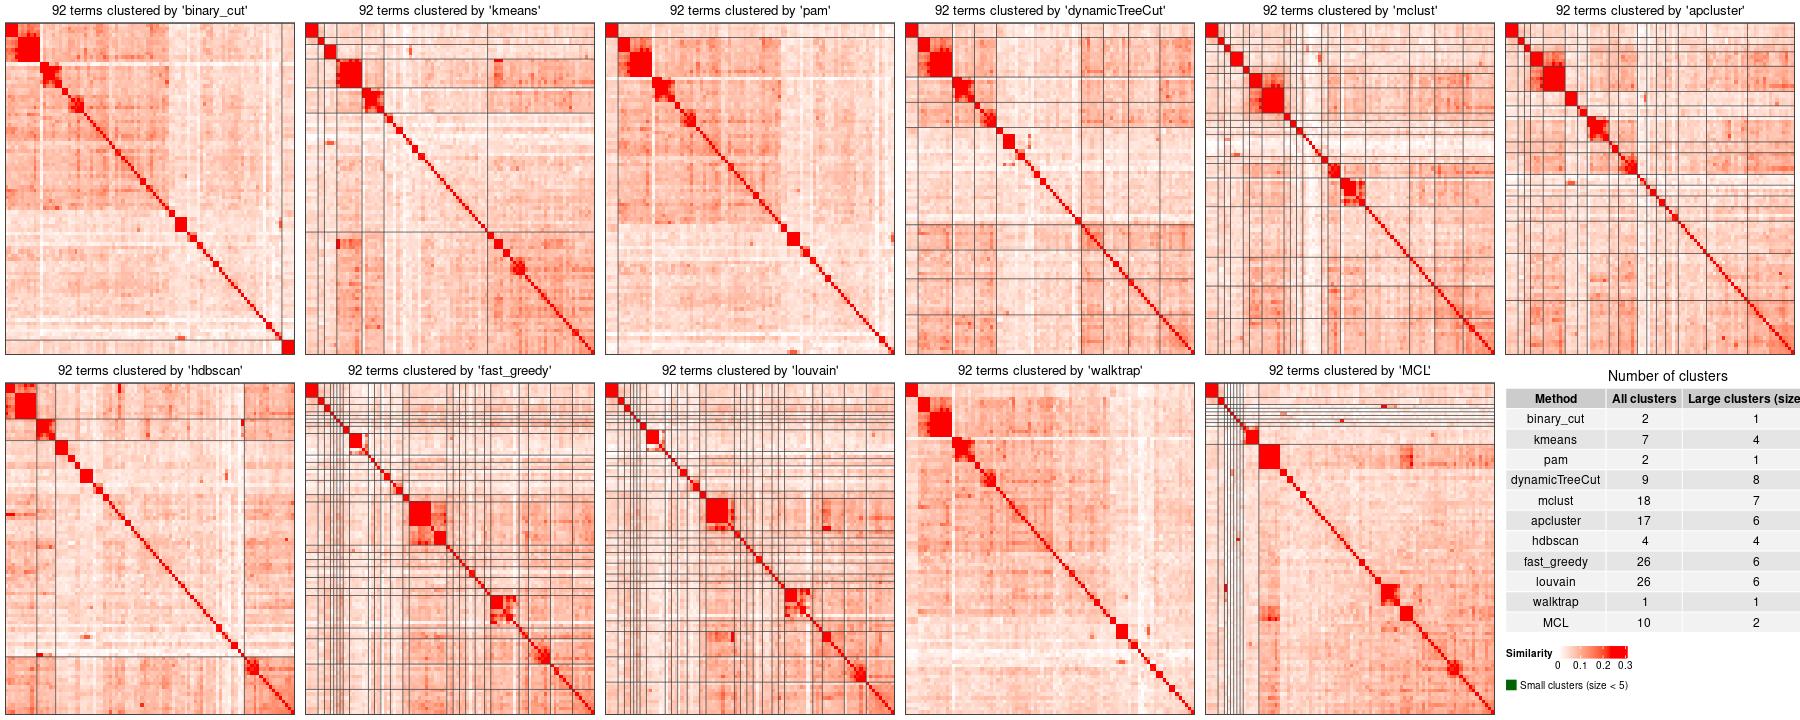 92 terms clustered by 'binary_cut'
92 terms clustered by 'kmeans'
92 terms clustered by 'pam'
92 terms clustered by 'dynamicTreeCut'
92 terms clustered by 'mclust'
92 terms clustered by 'apcluster'
92 terms clustered by 'hdbscan'
92 terms clustered by 'fast_greedy'
92 terms clustered by 'louvain'
92 terms clustered by 'walktrap'
92 terms clustered by 'MCL'
Number of clusters
Method All clusters Large clusters (size
binary_cut 2 1
kmeans 7 4
pam 2 1
dynamicTreeCut 9 8
mclust 18 7
apcluster 17 6
hdbscan 4 4
fast_greedy 26 6
louvain 26 6
walktrap 1 1
MCL 10 2
Similarity
0 0.1 0.2 0.3
Small clusters (size < 5)